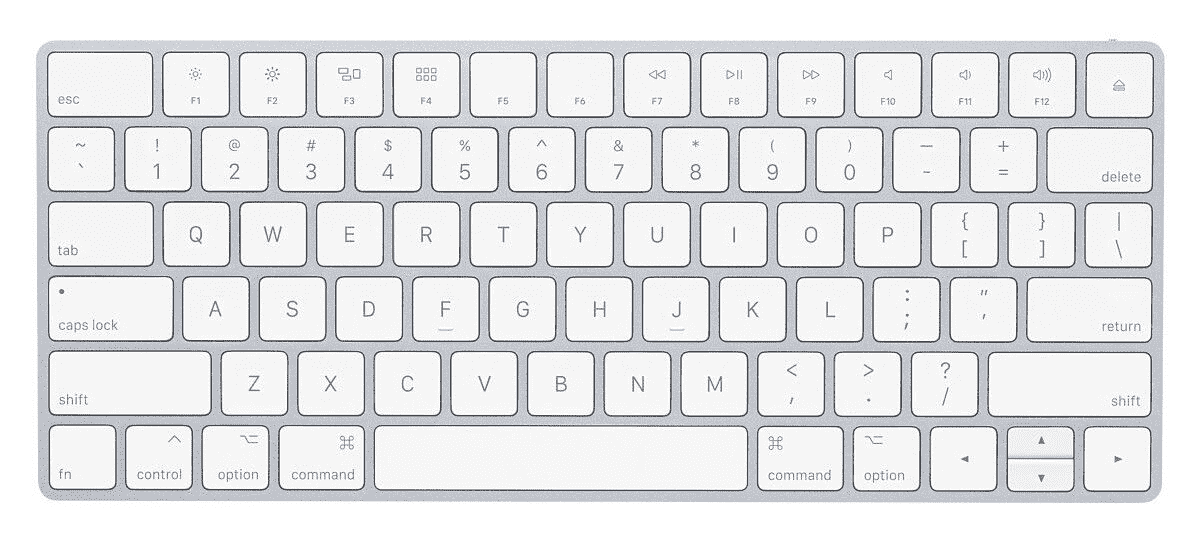 esc F1 F2 F3 F4 F5 F6 F7 F8 F9 F10 F11 F12
~ ! @ # $ % ^ & * ( ) — +
` 1 2 3 4 5 6 7 8 9 0 - = delete
tab Q W E R T Y U I O P { [ } ] | \
caps lock A S D F G H J K L : ; " ' return
shift Z X C V B N M < , > . ? / shift
fn ^ control ⌥ option ⌘ command ⌘ command ⌥ option ◀ ▲ ▼ ▶